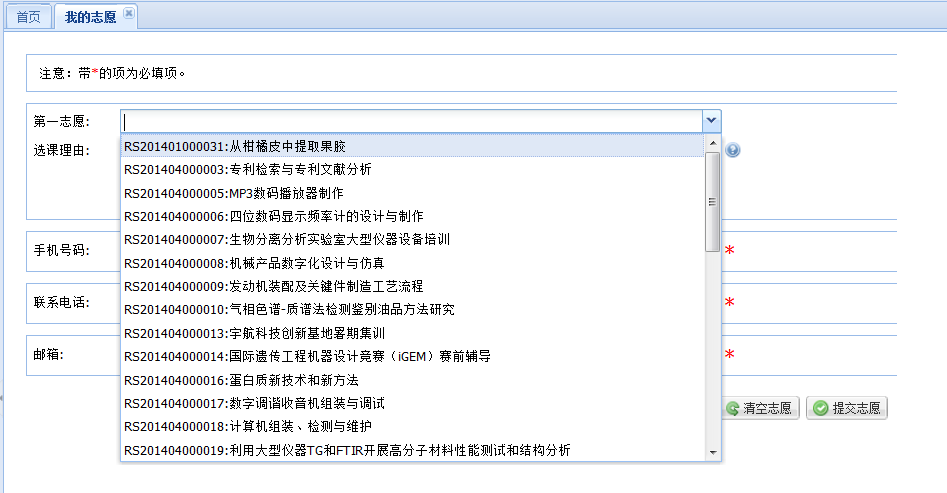 首页 我的志愿
注意：带*的项为必填项。
第一志愿:
选课理由:
RS201401000031:从柑橘皮中提取果胶
RS201404000003:专利检索与专利文献分析
RS201404000005:MP3数码播放器制作
RS201404000006:四位数码显示频率计的设计与制作
RS201404000007:生物分离分析实验室大型仪器设备培训
RS201404000008:机械产品数字化设计与仿真
RS201404000009:发动机装配及关键件制造工艺流程
RS201404000010:气相色谱-质谱法检测鉴别油品方法研究
RS201404000013:宇航科技创新基地暑期集训
RS201404000014:国际遗传工程机器设计竞赛（iGEM）赛前辅导
RS201404000016:蛋白质新技术和新方法
RS201404000017:数字调谐收音机组装与调试
RS201404000018:计算机组装、检测与维护
RS201404000019:利用大型仪器TG和FTIR开展高分子材料性能测试和结构分析
手机号码: *
联系电话: *
邮箱: *
清空志愿 提交志愿